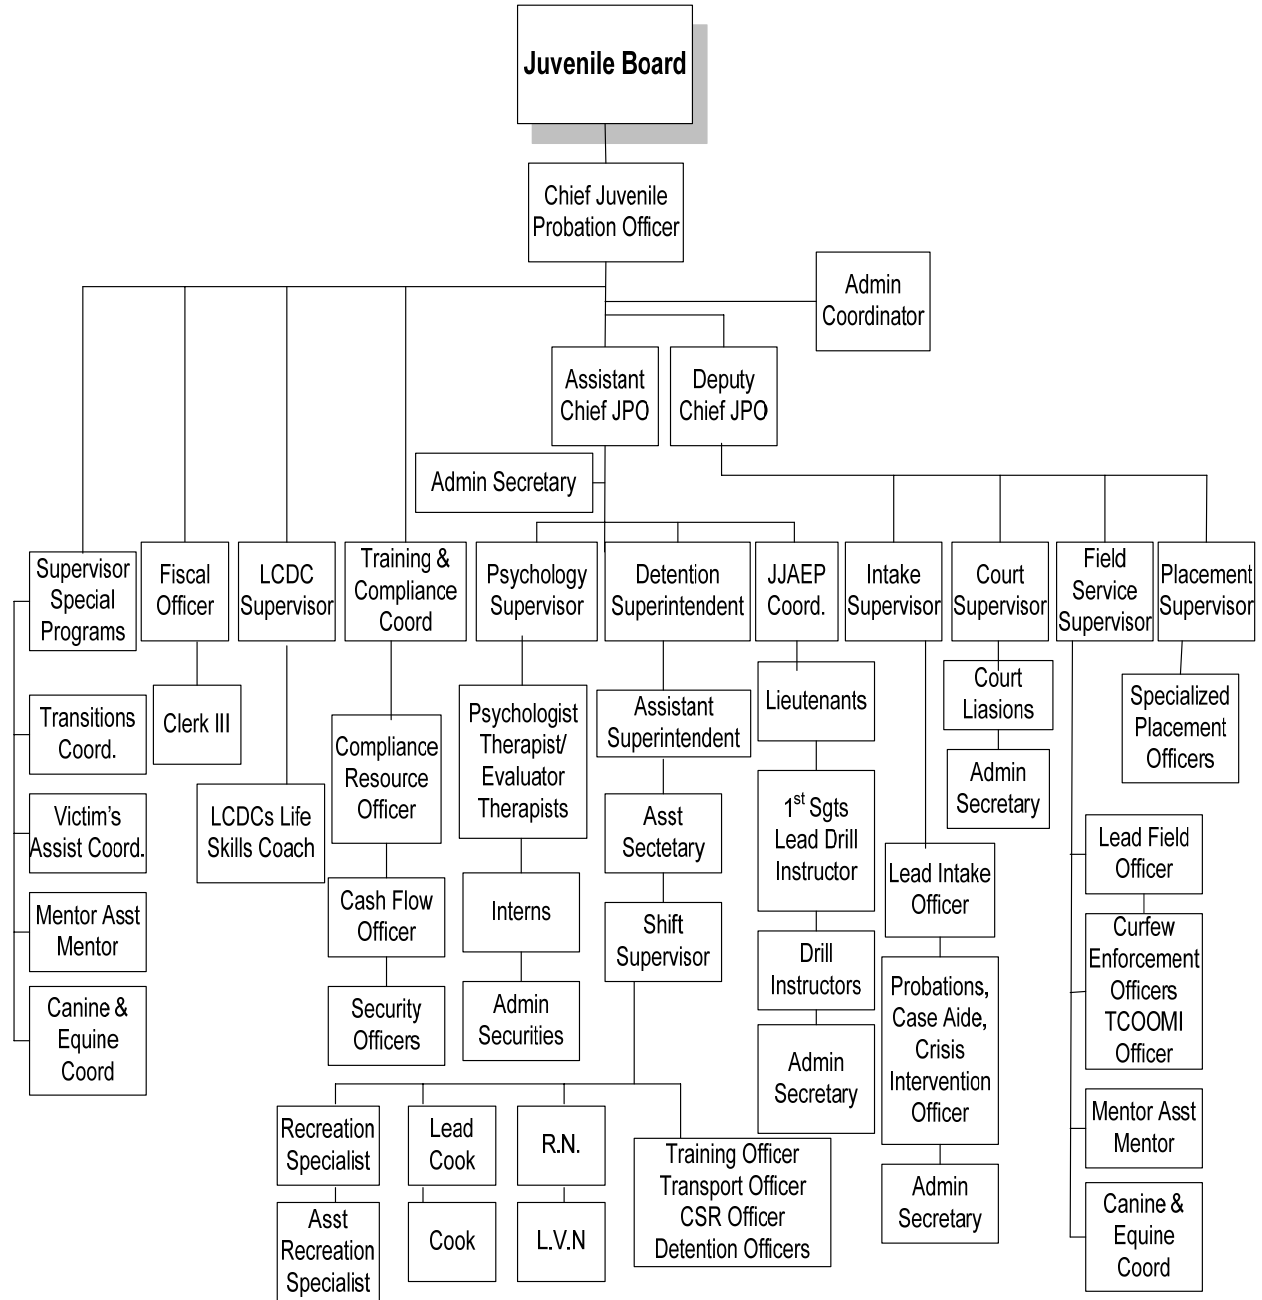 Juvenile Board
Chief Juvenile
Probation Officer
Admin
Coordinator
Assistant
Chief JPO
Deputy
Chief JPO
Admin Secretary
Supervisor
Special
Programs
Fiscal
Officer
LCDC
Supervisor
Training &
Compliance
Coord
Psychology
Supervisor
Detention
Superintendent
JJAEP
Coord.
Intake
Supervisor
Court
Supervisor
Field
Service
Supervisor
Placement
Supervisor
Transitions
Coord.
Victim's
Assist Coord.
Mentor Asst
Mentor
Canine &
Equine
Coord
Clerk III
LCDCs Life
Skills Coach
Compliance
Resource
Officer
Cash Flow
Officer
Security
Officers
Psychologist
Therapist/
Evaluator
Therapists
Interns
Admin
Securities
Assistant
Superintendent
Asst
Sectetary
Shift
Supervisor
Recreation
Specialist
Asst
Recreation
Specialist
Lead
Cook
Cook
R.N.
L.V.N
Training Officer
Transport Officer
CSR Officer
Detention Officers
Lieutenants
1st Sgts
Lead Drill
Instructor
Drill
Instructors
Admin
Secretary
Lead Intake
Officer
Probations,
Case Aide,
Crisis
Intervention
Officer
Admin
Secretary
Court
Liasions
Admin
Secretary
Lead Field
Officer
Curfew
Enforcement
Officers
TCOOMI
Officer
Mentor Asst
Mentor
Canine &
Equine
Coord
Specialized
Placement
Officers